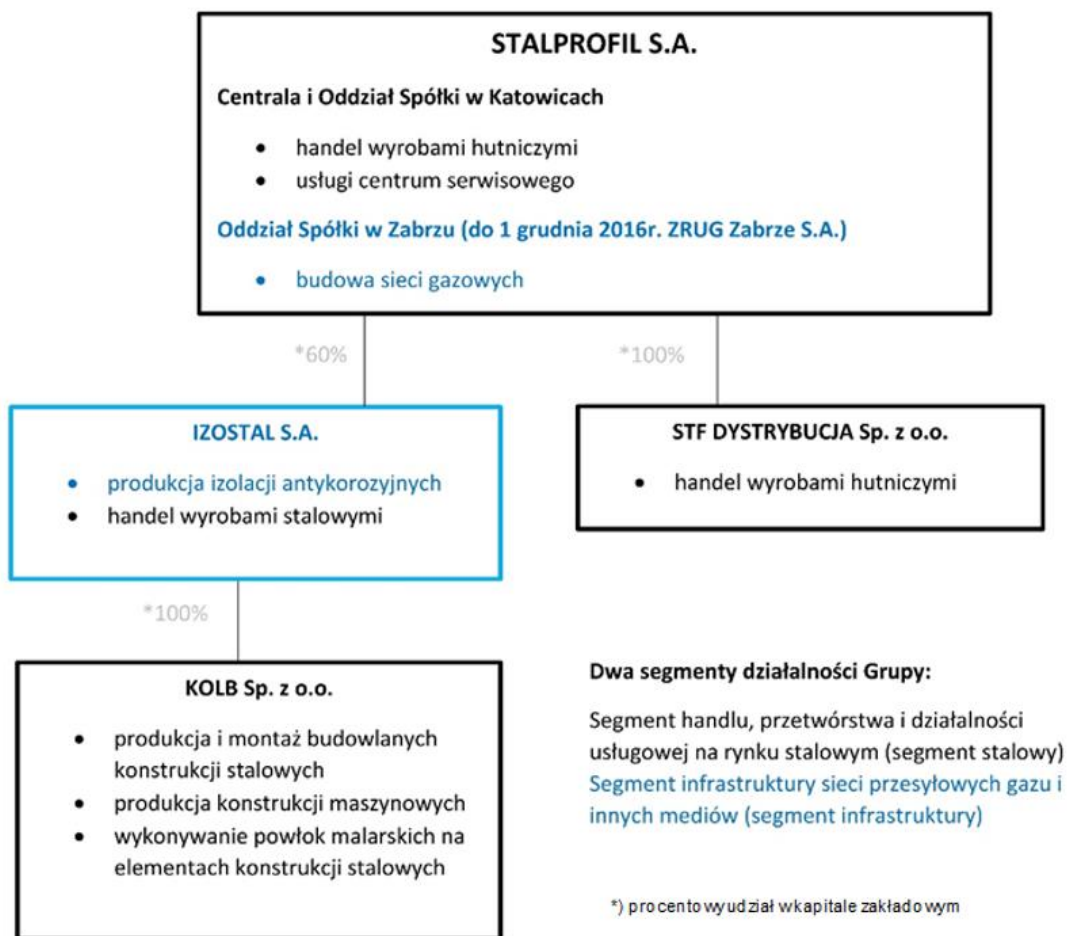 STALPROFIL S.A.
Centrala i Oddział Spółki w Katowicach
• handel wyrobami hutniczymi
• usługi centrum serwisowego
Oddział Spółki w Zabrzu (do 1 grudnia 2016r. ZRUG Zabrze S.A.)
• budowa sieci gazowych
*60%
*100%
IZOSTAL S.A.
• produkcja izolacji antykorozyjnych
• handel wyrobami stalowymi
STF DYSTRYBUCJA Sp. z o.o.
• handel wyrobami hutniczymi
*100%
KOLB Sp. z o.o.
• produkcja i montaż budowlanych
konstrukcji stalowych
• produkcja konstrukcji maszynowych
• wykonywanie powłok malarskich na
elementach konstrukcji stalowych
Dwa segmenty działalności Grupy:
Segment handlu, przetwórstwa i działalności
usługowej na rynku stalowym (segment stalowy)
Segment infrastruktury sieci przesyłowych gazu i
innych mediów (segment infrastruktury)
*) procentowy udział w kapitale zakładowym